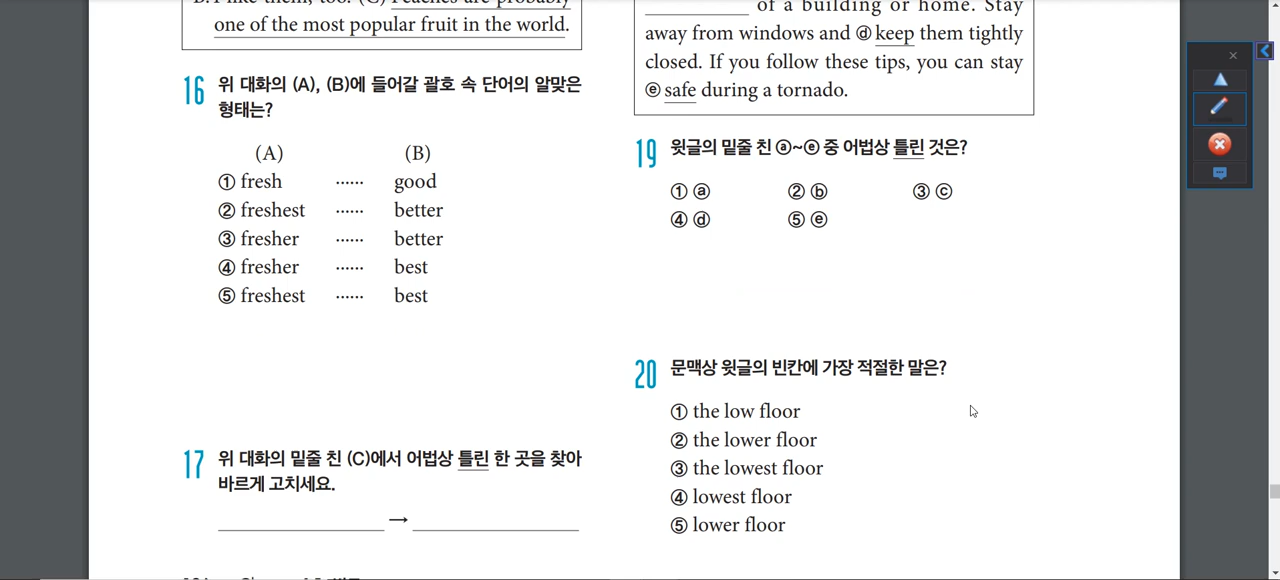 one of the most popular fruit in the world.
16 위 대화의 (A), (B)에 들어갈 괄호 속 단어의 알맞은
형태는?
(A) (B)
① fresh ······ good
② freshest ······ better
③ fresher ······ better
④ fresher ······ best
⑤ freshest ······ best
17 위 대화의 밑줄 친 (C)에서 어법상 틀린 한 곳을 찾아
바르게 고치세요.
→
of a building or home. Stay
away from windows and ⓓ keep them tightly
closed. If you follow these tips, you can stay
ⓔ safe during a tornado.
19 윗글의 밑줄 친 ⓐ~ⓔ 중 어법상 틀린 것은?
① ⓐ ② ⓑ ③ ⓒ
④ ⓓ ⑤ ⓔ
20 문맥상 윗글의 빈칸에 가장 적절한 말은?
① the low floor
② the lower floor
③ the lowest floor
④ lowest floor
⑤ lower floor